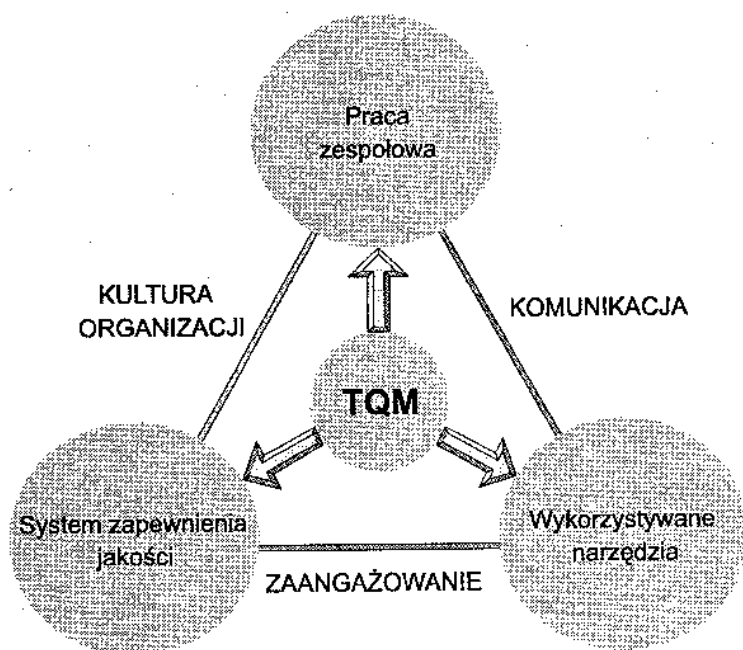 Praca
zespołowa
KULTURA
ORGANIZACJI
KOMUNIKACJA
TQM
System zapewnienia
jakości
Wykorzystywane
narzędzia
ZAANGAŻOWANIE